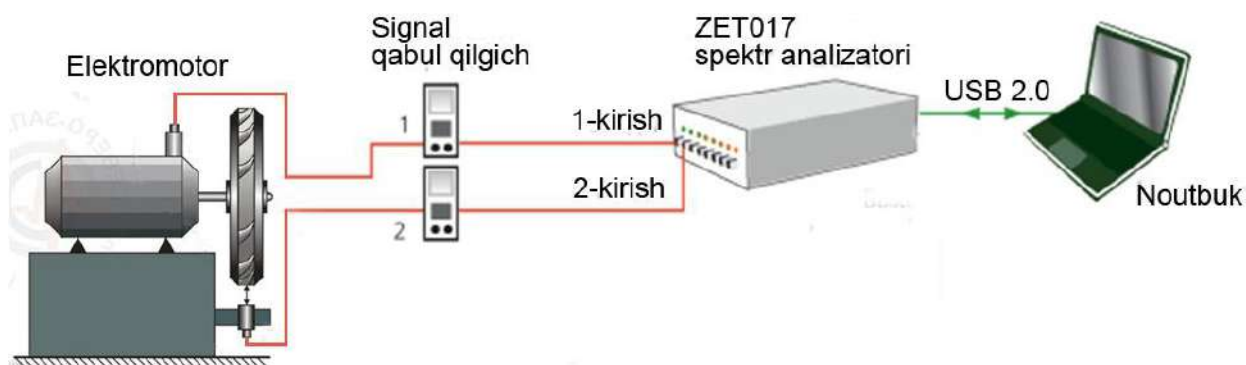 Elektromotor
Signal
qabul qilgich
1
2
1-kirish
2-kirish
ZET017
spektr analizatori
USB 2.0
Noutbuk